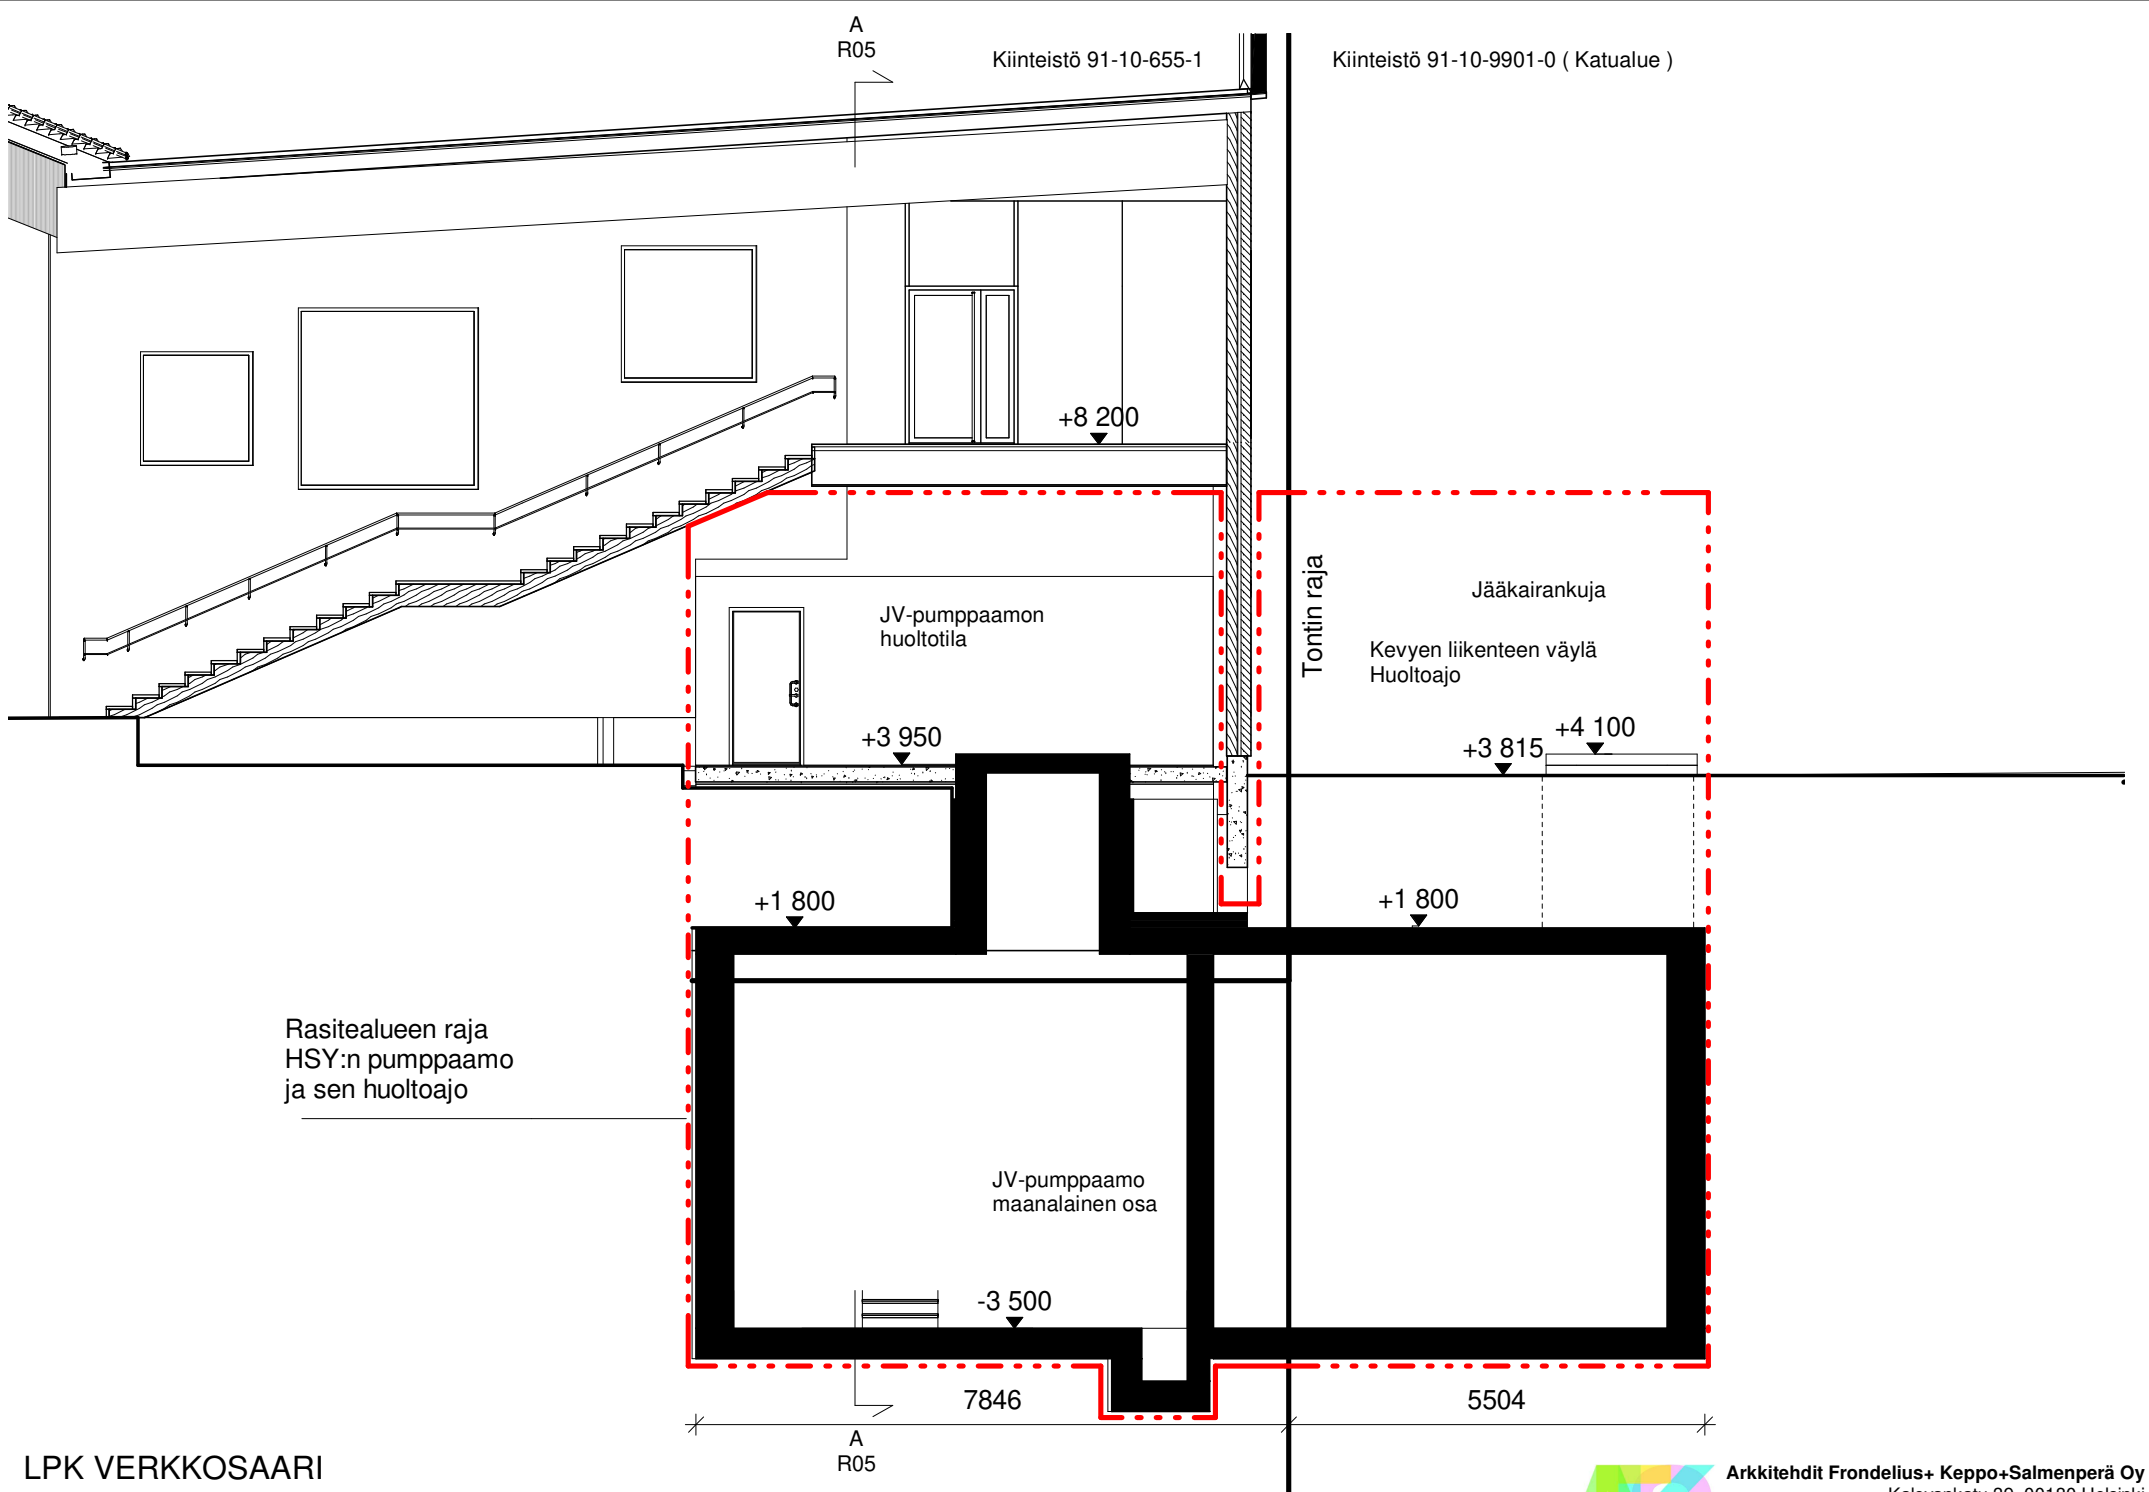 A
R05
Kiinteistö 91-10-655-1
Kiinteistö 91-10-9901-0 ( Katualue )
+8 200
Tontin raja
Jääkairankuja
JV-pumppaamon
huoltotila
Kevyen liikenteen väylä
Huoltoajo
+3 950
+3 815
+4 100
+1 800
+1 800
Rasitealueen raja
HSY:n pumppaamo
ja sen huoltoajo
JV-pumppaamo
maanalainen osa
-3 500
7846
5504
A
R05
LPK VERKKOSAARI
Arkkitehdit Frondelius+ Keppo+Salmenperä Oy